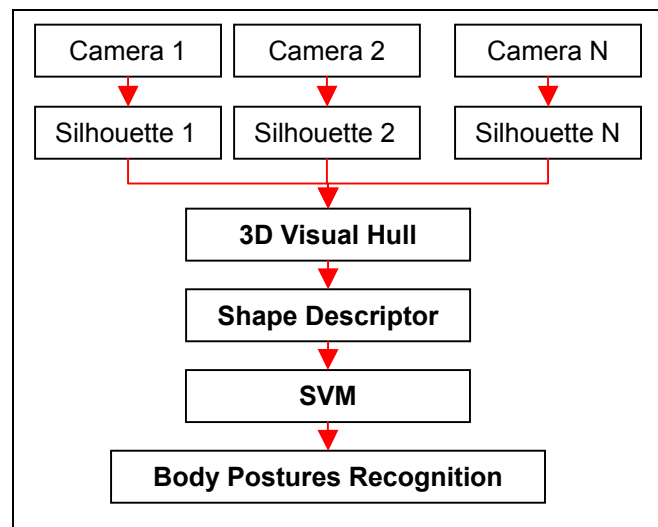 Camera 1 Camera 2 Camera N
Silhouette 1 Silhouette 2 Silhouette N
3D Visual Hull
Shape Descriptor
SVM
Body Postures Recognition